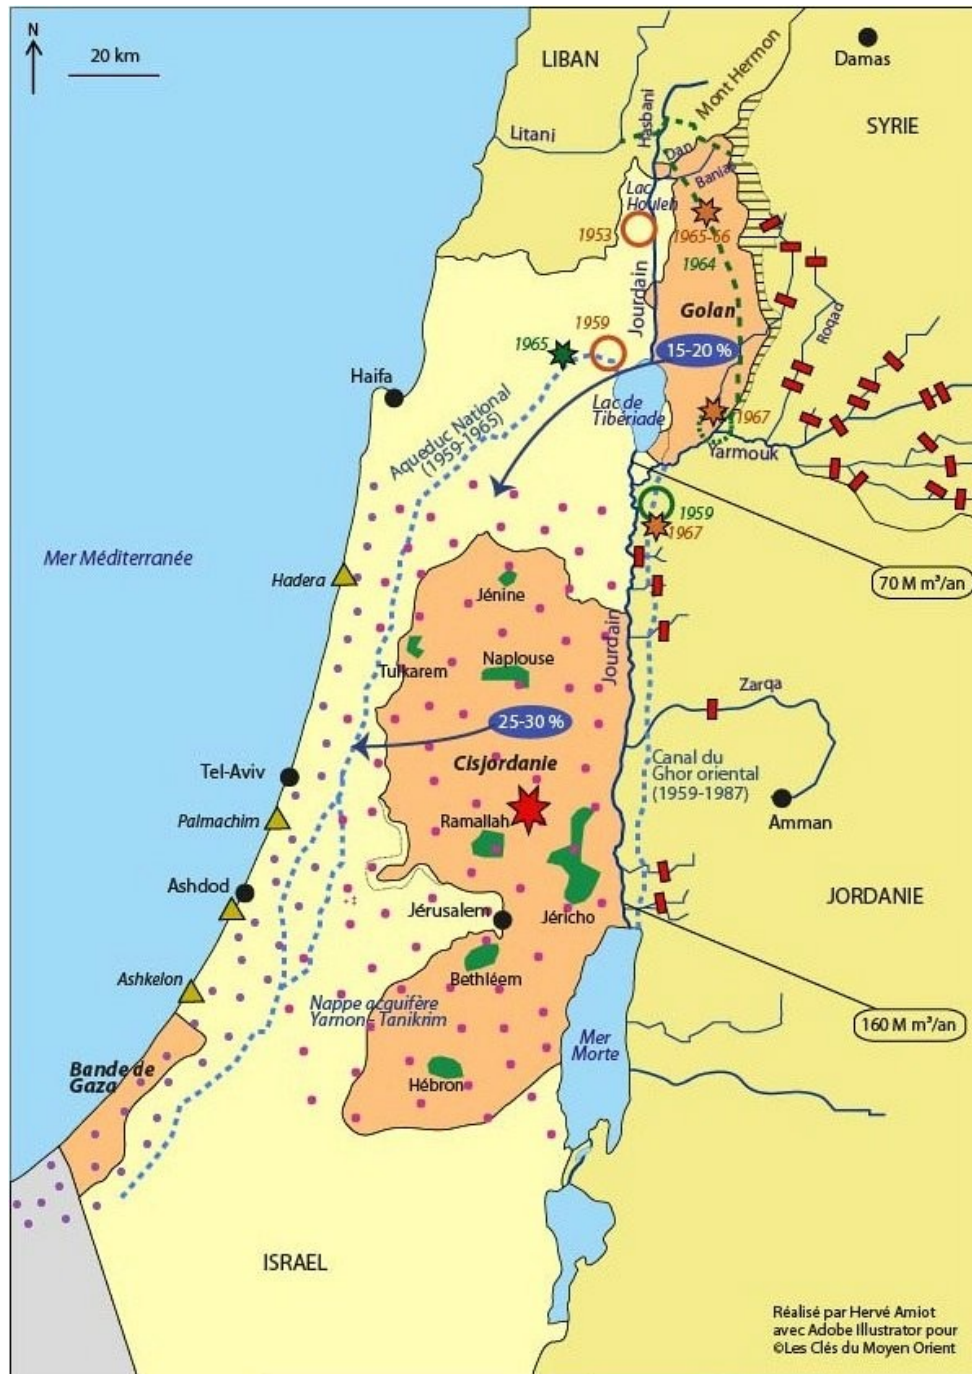 N
20 km
LIBAN
Mont Hermon
Damas
SYRIE
Litani
Hasbani
Dan
Banias
Lac
Houleh
1953
1965-66
1964
Jourdain
Golan
Roqad
1965
1959
15-20 %
Haifa
Lac de
Tibériade
1967
Yarmouk
Aqueduc National
(1959-1965)
1959
1967
Mer Méditerranée
Hadera
70 M m³/an
Jénine
Jourdain
Tulkarem
Naplouse
Zarqa
25-30 %
Cisjordanie
Canal du
Ghor oriental
(1959-1987)
Tel-Aviv
Palmachim
Ramallah
Amman
Ashdod
Jérusalem
Jéricho
JORDANIE
Ashkelon
Bethléem
Nappe acquifère
Yarnon - Tanikrim
160 M m³/an
Mer
Morte
Bande de
Gaza
Hébron
ISRAEL
Réalisé par Hervé Amiot
avec Adobe Illustrator pour
©Les Clés du Moyen Orient